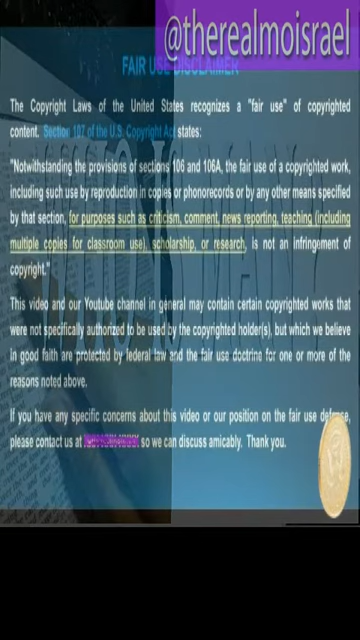 @therealmoisrael
FAIR USE DISCLAIMER
The Copyright Laws of the United States recognizes a "fair use" of copyrighted
content. Section 107 of the U.S. Copyright Act states:
"Notwithstanding the provisions of sections 106 and 106A, the fair use of a copyrighted work,
including such use by reproduction in copies or phonorecords or by any other means specified
by that section, for purposes such as criticism, comment, news reporting, teaching (including
multiple copies for classroom use), scholarship, or research, is not an infringement of
copyright."
This video and our Youtube channel in general may contain certain copyrighted works that
were not specifically authorized to be used by the copyrighted holder(s), but which we believe
in good faith are protected by federal law and the fair use doctrine for one or more of the
reasons noted above.
If you have any specific concerns about this video or our position on the fair use defense,
please contact us at so we can discuss amicably. Thank you.